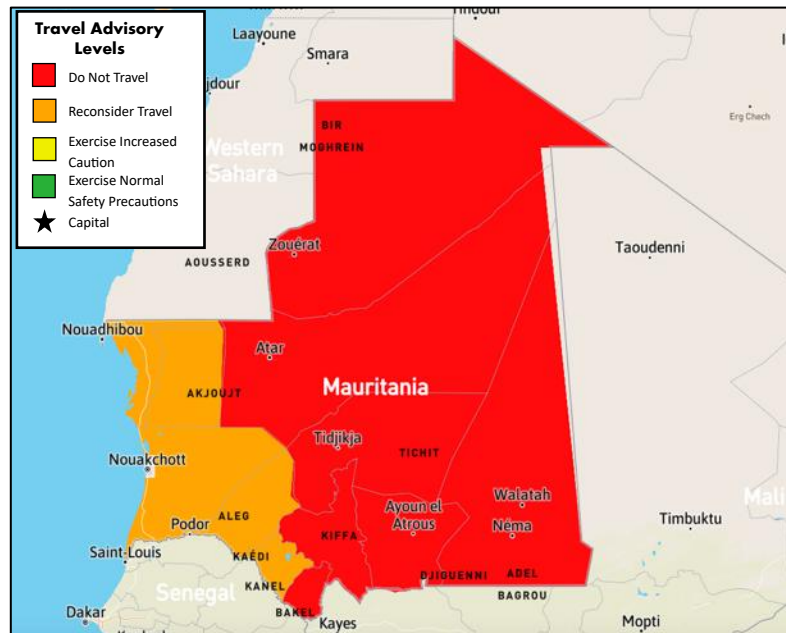 Travel Advisory
Levels
Do Not Travel
Reconsider Travel
Exercise Increased
Caution
Exercise Normal
Safety Precautions
Capital
Laayoune
Smara
jdour
Erg Chech
BIR
MOGHREIN
Western
Sahara
Zouérat
AOUSSERD
Taoudenni
Nouadhibou
Atar
AKJOUJT
Mauritania
Tidjikja
TICHIT
Nouakchott
Walatah
Mali
ALEG
Ayoun el
Atrous
Podor
KIFFA
Néma
Timbuktu
Saint-Louis
KAÉDI
KANEL
DJIGUENNI
ADEL
Senegal
BAGROU
BAKEL
Dakar
Kayes
Mopti